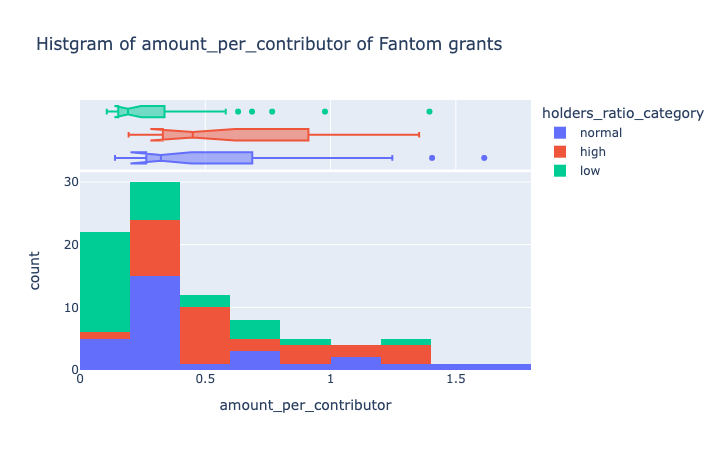 Histgram of amount_per_contributor of Fantom grants
holders_ratio_category
normal
high
low
30
20
10
0
count
0
0.5
1
1.5
amount_per_contributor